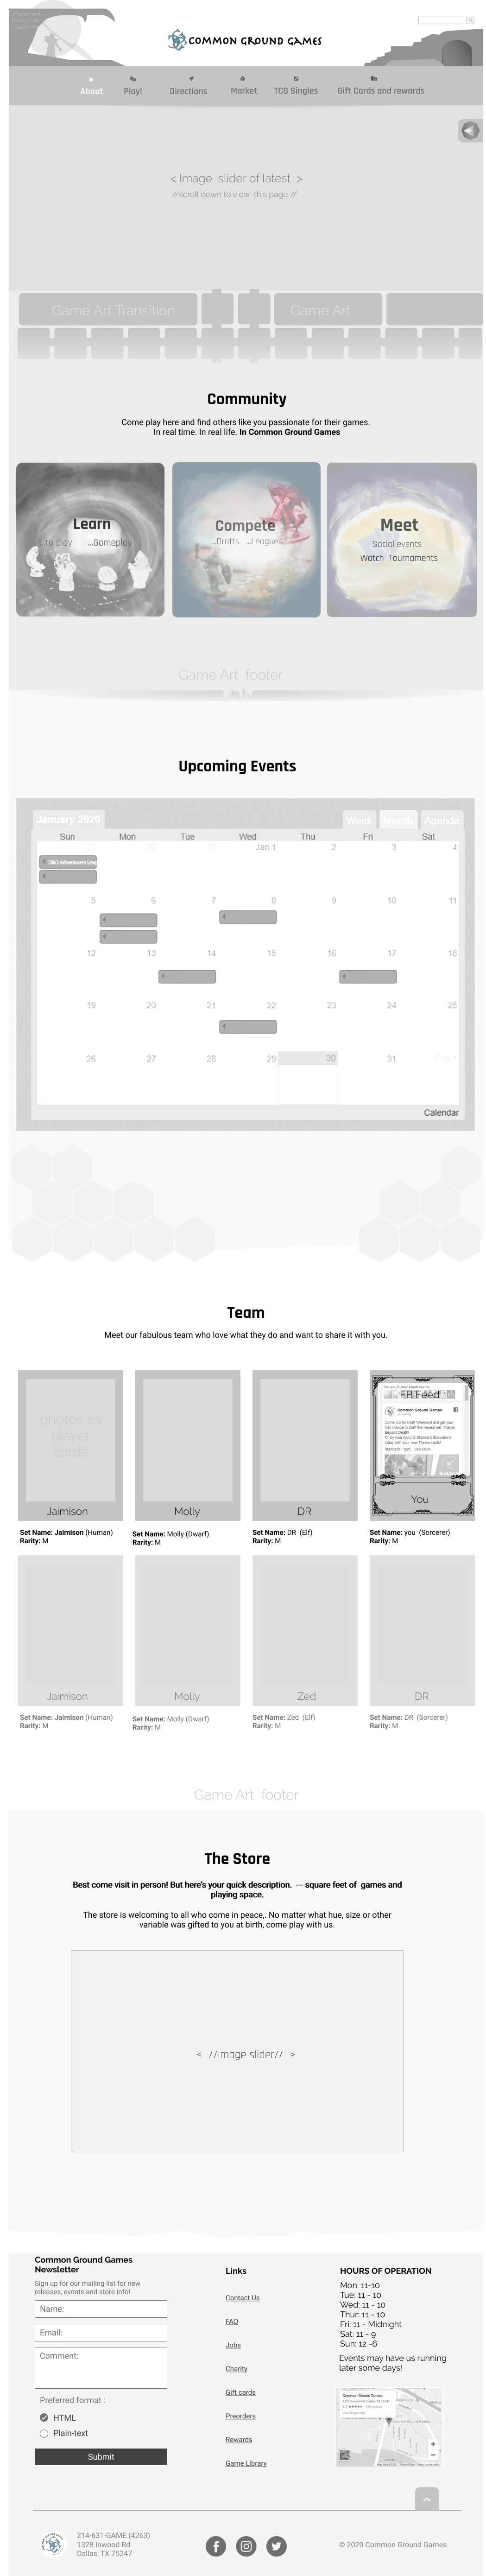 COMMON GROUND GAMES
About
Play!
Directions
Market
TCG Singles
Gift Cards and rewards
< Image slider of latest >
//scroll down to view this page //
Game Art Transition
Game Art
Community
Come play here and find others like you passionate for their games.
In real time. In real life. In Common Ground Games
Learn
...to play ...Gameplay
Compete
...Drafts ...Leagues
Meet
Social events
Watch Tournaments
Game Art footer
Upcoming Events
January 2020
Week Month Agenda
Sun Mon Tue Wed Thu Fri Sat
29 30 31 Jan 1 2 3 4
D&D Adventurers Leag
5 6 7 8 9 10 11
12 13 14 15 16 17 18
19 20 21 22 23 24 25
26 27 28 29 30 31 Feb 1
Calendar
Team
Meet our fabulous team who love what they do and want to share it with you.
photos as
player
cards
Jaimison
Molly
DR
FB Feed
Common Ground Games
You
Set Name: Jaimison (Human)
Rarity: M
Set Name: Molly (Dwarf)
Rarity: M
Set Name: DR (Elf)
Rarity: M
Set Name: you (Sorcerer)
Rarity: M
Jaimison
Molly
Zed
DR
Set Name: Jaimison (Human)
Rarity: M
Set Name: Molly (Dwarf)
Rarity: M
Set Name: Zed (Elf)
Rarity: M
Set Name: DR (Sorcerer)
Rarity: M
Game Art footer
The Store
Best come visit in person! But here's your quick description. --- square feet of games and
playing space.
The store is welcoming to all who come in peace,. No matter what hue, size or other
variable was gifted to you at birth, come play with us.
< //Image slider// >
Common Ground Games
Newsletter
Sign up for our mailing list for new
releases, events and store info!
Name:
Email:
Comment:
Preferred format :
HTML
Plain-text
Submit
Links
Contact Us
FAQ
Jobs
Charity
Gift cards
Preorders
Rewards
Game Library
HOURS OF OPERATION
Mon: 11-10
Tue: 11 - 10
Wed: 11 - 10
Thur: 11 - 10
Fri: 11 - Midnight
Sat: 11 - 9
Sun: 12 -6
Events may have us running
later some days!
Common Ground Games
214-631-GAME (4263)
1328 Inwood Rd
Dallas, TX 75247
© 2020 Common Ground Games